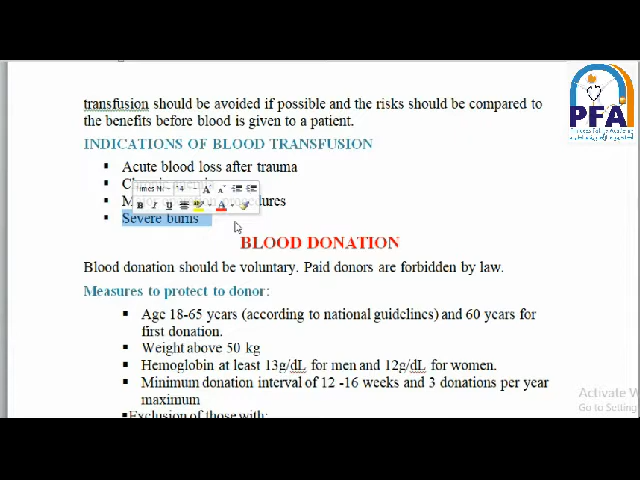 transfusion should be avoided if possible and the risks should be compared to
the benefits before blood is given to a patient.
INDICATIONS OF BLOOD TRANSFUSION
▪ Acute blood loss after trauma
▪ Severe burns
BLOOD DONATION
Blood donation should be voluntary. Paid donors are forbidden by law.
Measures to protect to donor:
▪ Age 18-65 years (according to national guidelines) and 60 years for
first donation.
▪ Weight above 50 kg
▪ Hemoglobin at least 13g/dL for men and 12g/dL for women.
▪ Minimum donation interval of 12 -16 weeks and 3 donations per year
maximum
▪Exclusion of those with:
PFA
Activate W
Go to Setting